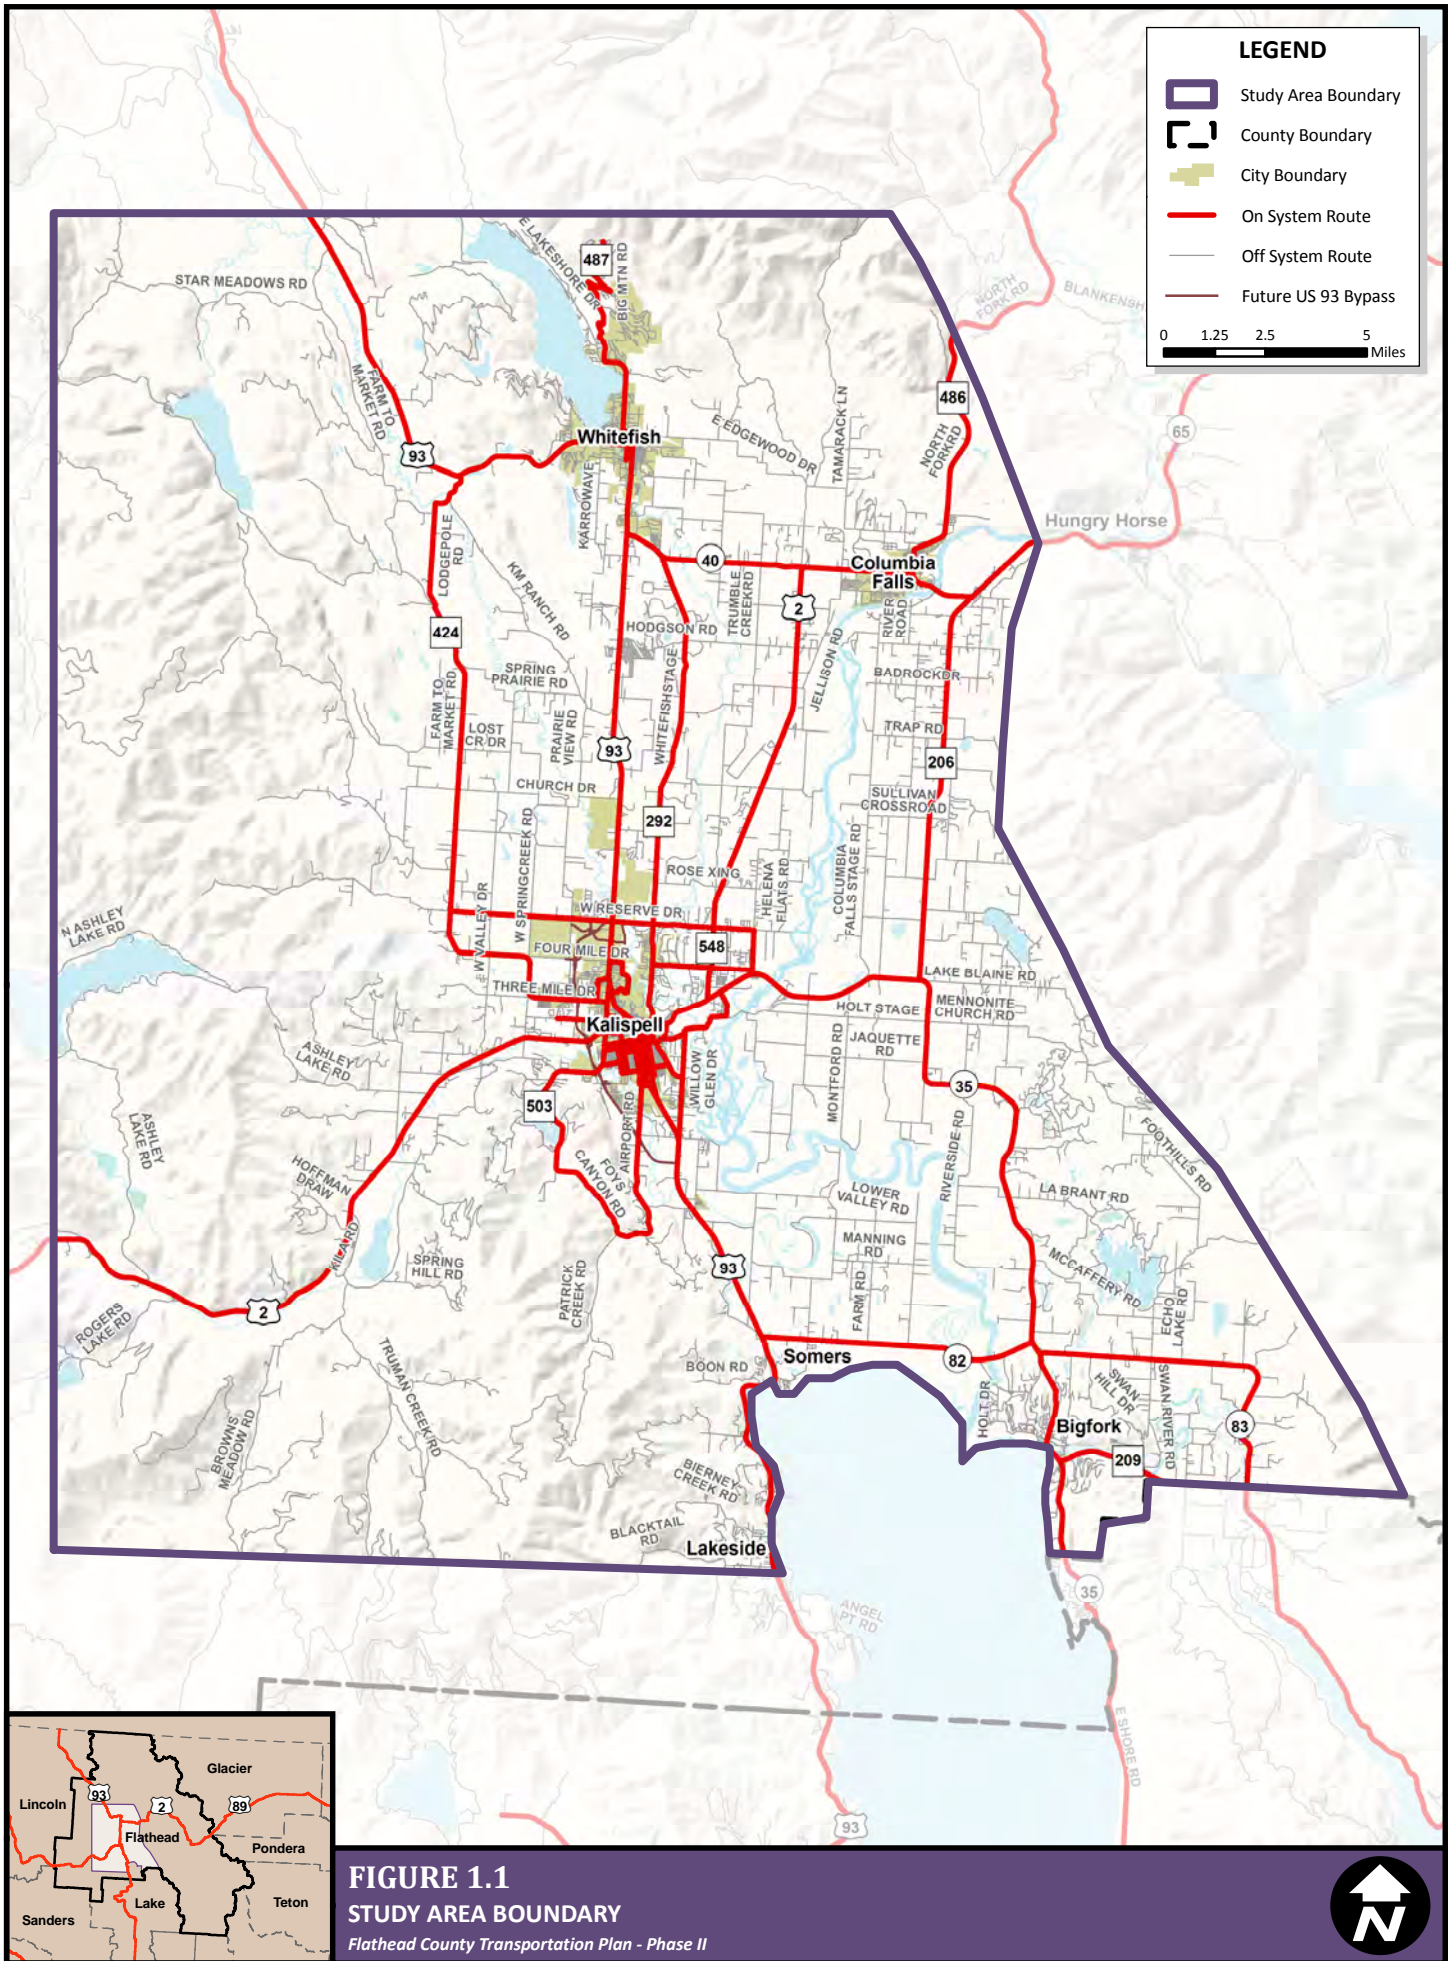 LEGEND
Study Area Boundary
County Boundary
City Boundary
On System Route
Off System Route
Future US 93 Bypass
0 1.25 2.5 5
Miles
STAR MEADOWS RD
E LAKESHORE DR
487
BIG MTN RD
NORTH
FORK RD
BLANKENSH
FARM TO
MARKET RD
93
Whitefish
E EDGEWOOD DR
TAMARACK LN
486
NORTH
FORKRD
65
Hungry Horse
KARROWAVE
LODGEPOLE
RD
KM RANCH RD
40
Columbia
Falls
TRUMBLE
CREEKRD
2
RIVER
ROAD
424
HODGSON RD
JELLISON RD
BADROCKDR
SPRING
PRAIRIE RD
FARM TO
MARKET RD
LOST
CR DR
PRAIRIE
VIEW RD
93
WHITEFISHSTAGE
TRAP RD
206
CHURCH DR
SULLIVAN
CROSSROAD
292
W SPRINGCREEK RD
ROSE XING
HELENA
FLATS RD
COLUMBIA
FALLS STAGE RD
W VALLEY DR
W RESERVE DR
N ASHLEY
LAKE RD
FOUR MILE DR
548
THREE MILE DR
LAKE BLAINE RD
HOLT STAGE
MENNONITE
CHURCH RD
Kalispell
JAQUETTE
RD
MONTFORD RD
ASHLEY
LAKE RD
WILLOW
GLEN DR
35
503
AIRPORT RD
ASHLEY
LAKE RD
FOYS
CANYON RD
RIVERSIDE RD
FOOTHILLS RD
HOFFMAN
DRAW
LOWER
VALLEY RD
LA BRANT RD
KILA RD
MANNING
RD
SPRING
HILL RD
93
MCCAFFERY RD
PATRICK
CREEK RD
FARM RD
ECHO
LAKE RD
2
ROGERS
LAKE RD
TRUMAN CREEK RD
BOON RD
Somers
82
SWAN
HILL DR
SWAN RIVER RD
HOLT DR
Bigfork
83
BROWNS
MEADOW RD
209
BIERNEY
CREEK RD
BLACKTAIL
RD
Lakeside
ANGEL
PT RD
35
E SHORE RD
93
Glacier
93
2
89
Lincoln
Flathead
Pondera
Lake
Teton
Sanders
FIGURE 1.1
STUDY AREA BOUNDARY
Flathead County Transportation Plan - Phase II
N